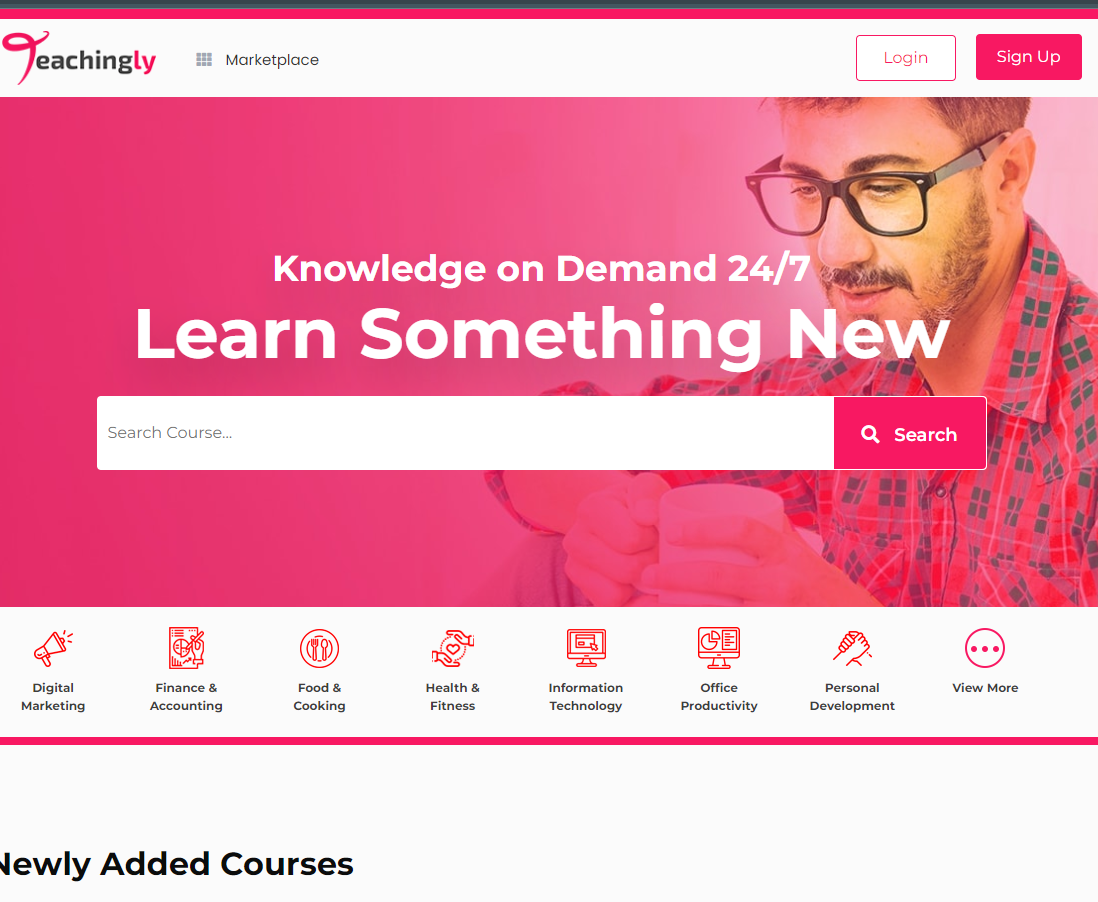 Teachingly
Marketplace
Login
Sign Up
Knowledge on Demand 24/7
Learn Something New
Search Course...
Search
Digital
Marketing
Finance &
Accounting
Food &
Cooking
Health &
Fitness
Information
Technology
Office
Productivity
Personal
Development
View More
Newly Added Courses